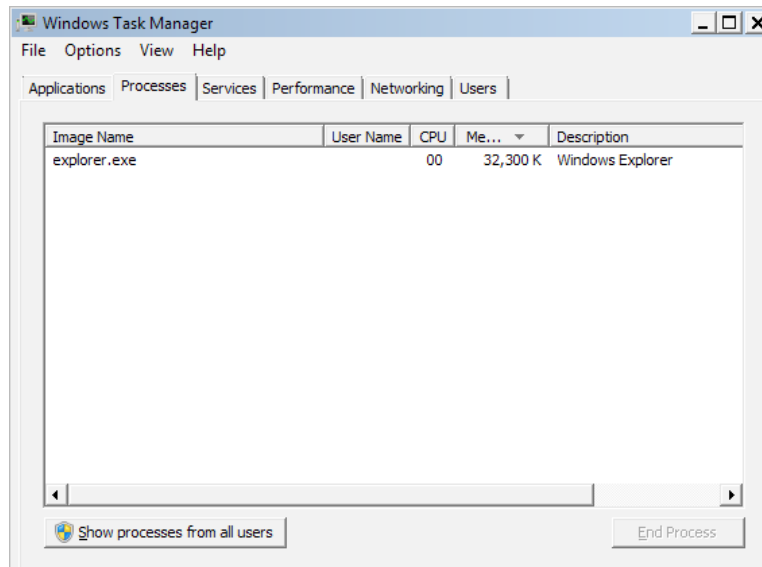 Windows Task Manager
File Options View Help
Applications Processes Services Performance Networking Users
Image Name User Name CPU Me... Description
explorer.exe 00 32,300 K Windows Explorer
Show processes from all users End Process